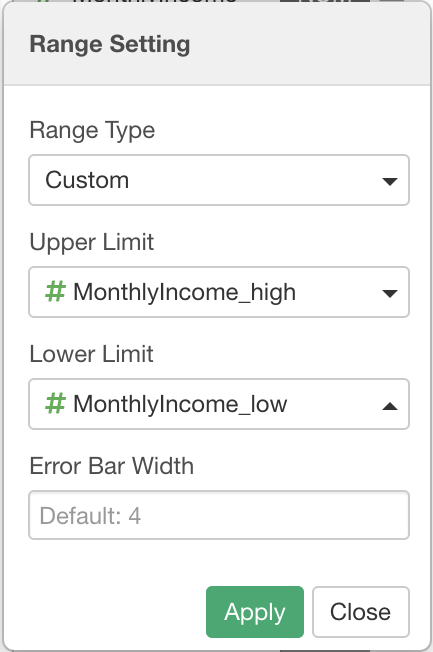 Range Setting
Range Type
Custom
Upper Limit
# MonthlyIncome_high
Lower Limit
# MonthlyIncome_low
Error Bar Width
Default: 4
Apply
Close